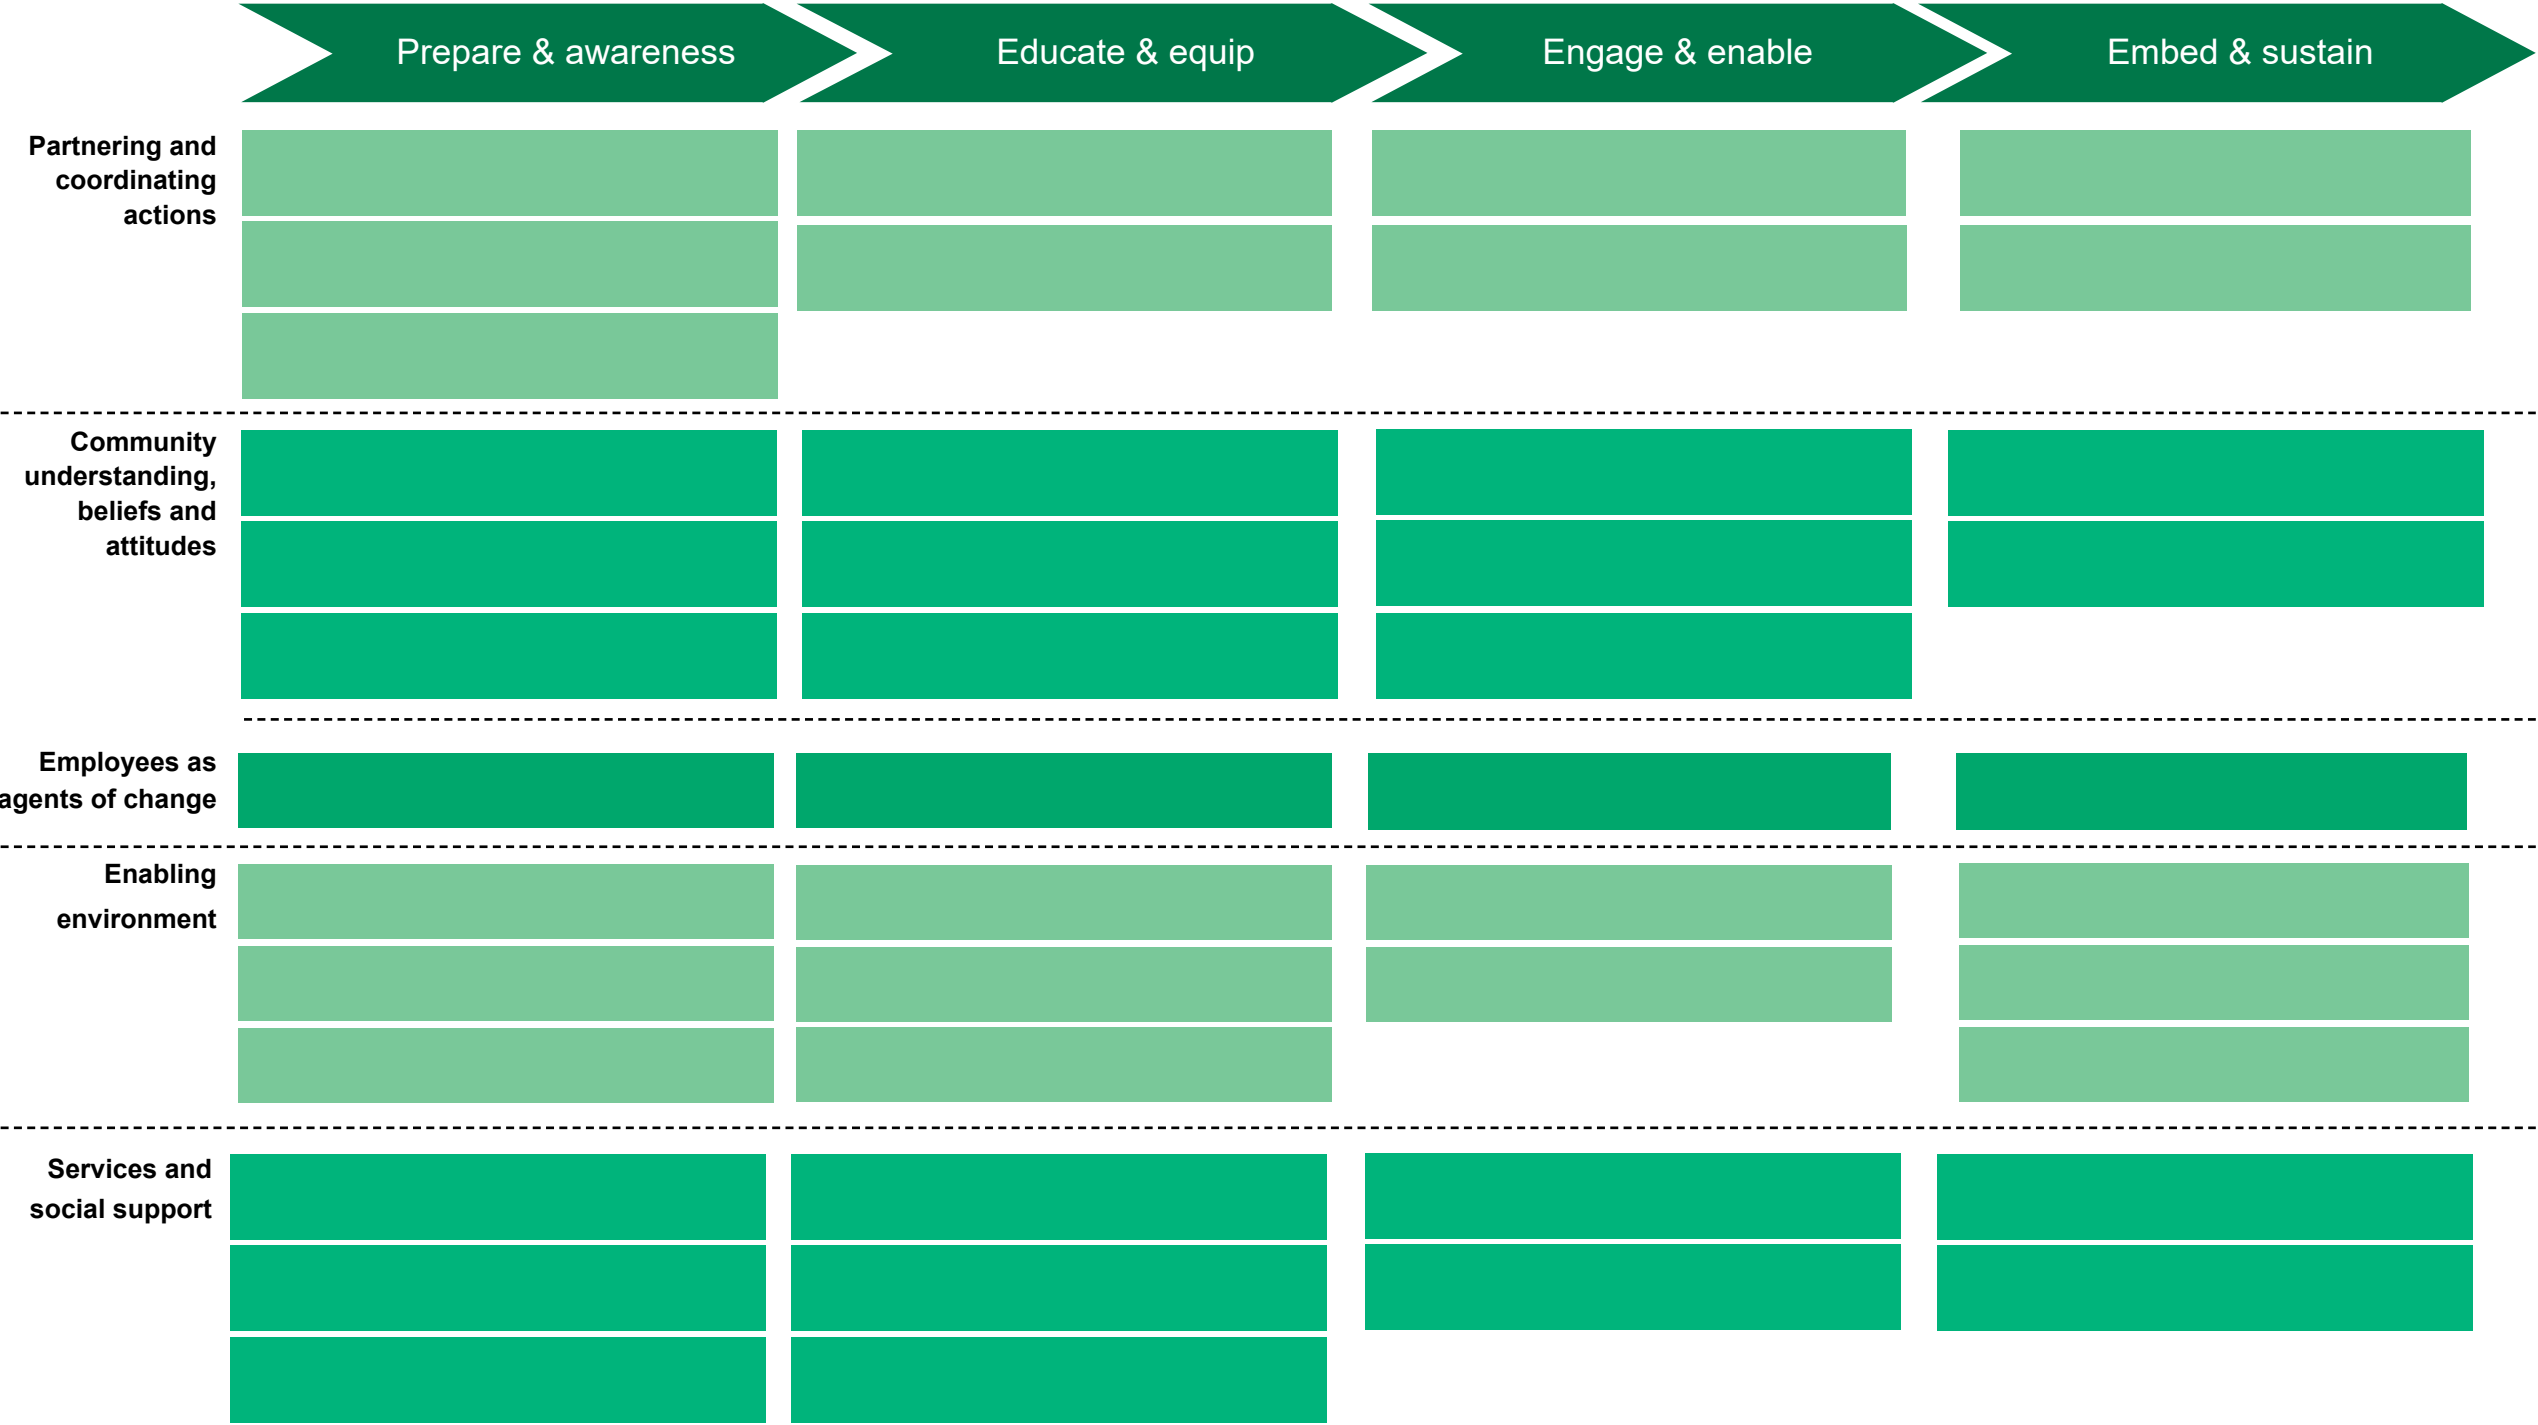 Prepare & awareness
Educate & equip
Engage & enable
Embed & sustain
Partnering and
coordinating
actions
Community
understanding,
beliefs and
attitudes
Employees as
agents of change
Enabling
environment
Services and
social support